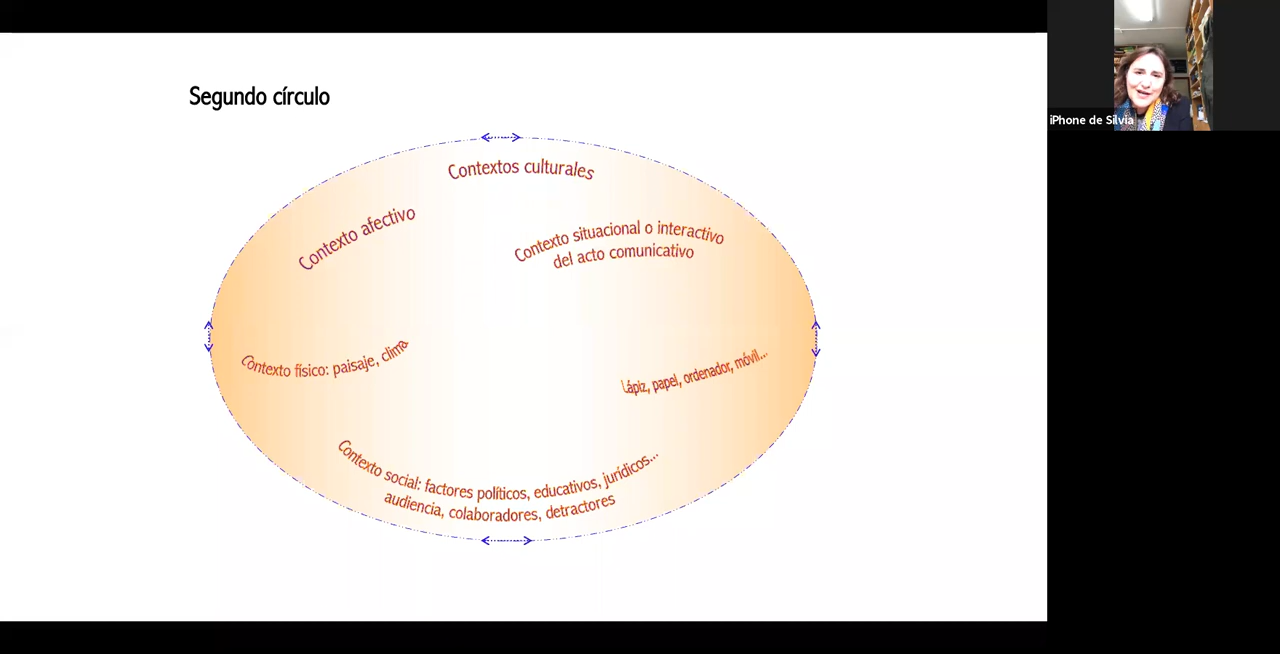 Segundo círculo
iPhone de Silvia
Contextos culturales
Contexto afectivo
Contexto situacional o interactivo
del acto comunicativo
Contexto físico: paisaje, clima
Lápiz, papel, ordenador, móvil...
Contexto social: factores políticos, educativos, jurídicos...
audiencia, colaboradores, detractores